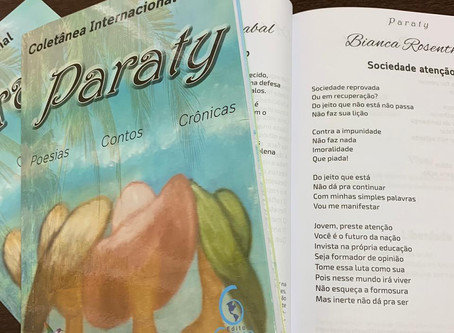 Coletânea Internacional
Paraty
Poesias
Contos
Crônicas
Paraty
Bianca
Sociedade atenção
Sociedade reprovada
Ou em recuperação?
Do jeito que não está não passa
Não faz sua lição
Contra a impunidade
Não faz nada
Imoralidade
Que piada!
Do jeito que está
Não dá pra continuar
Com minhas simples palavras
Vou me manifestar
Jovem, preste atenção
Você é o futuro da nação
Invista na própria educação
Seja formador de opinião
Tome essa luta como sua
Pois nesse mundo irá viver
Não esqueça a formosura
Mas inerte não dá pra ser